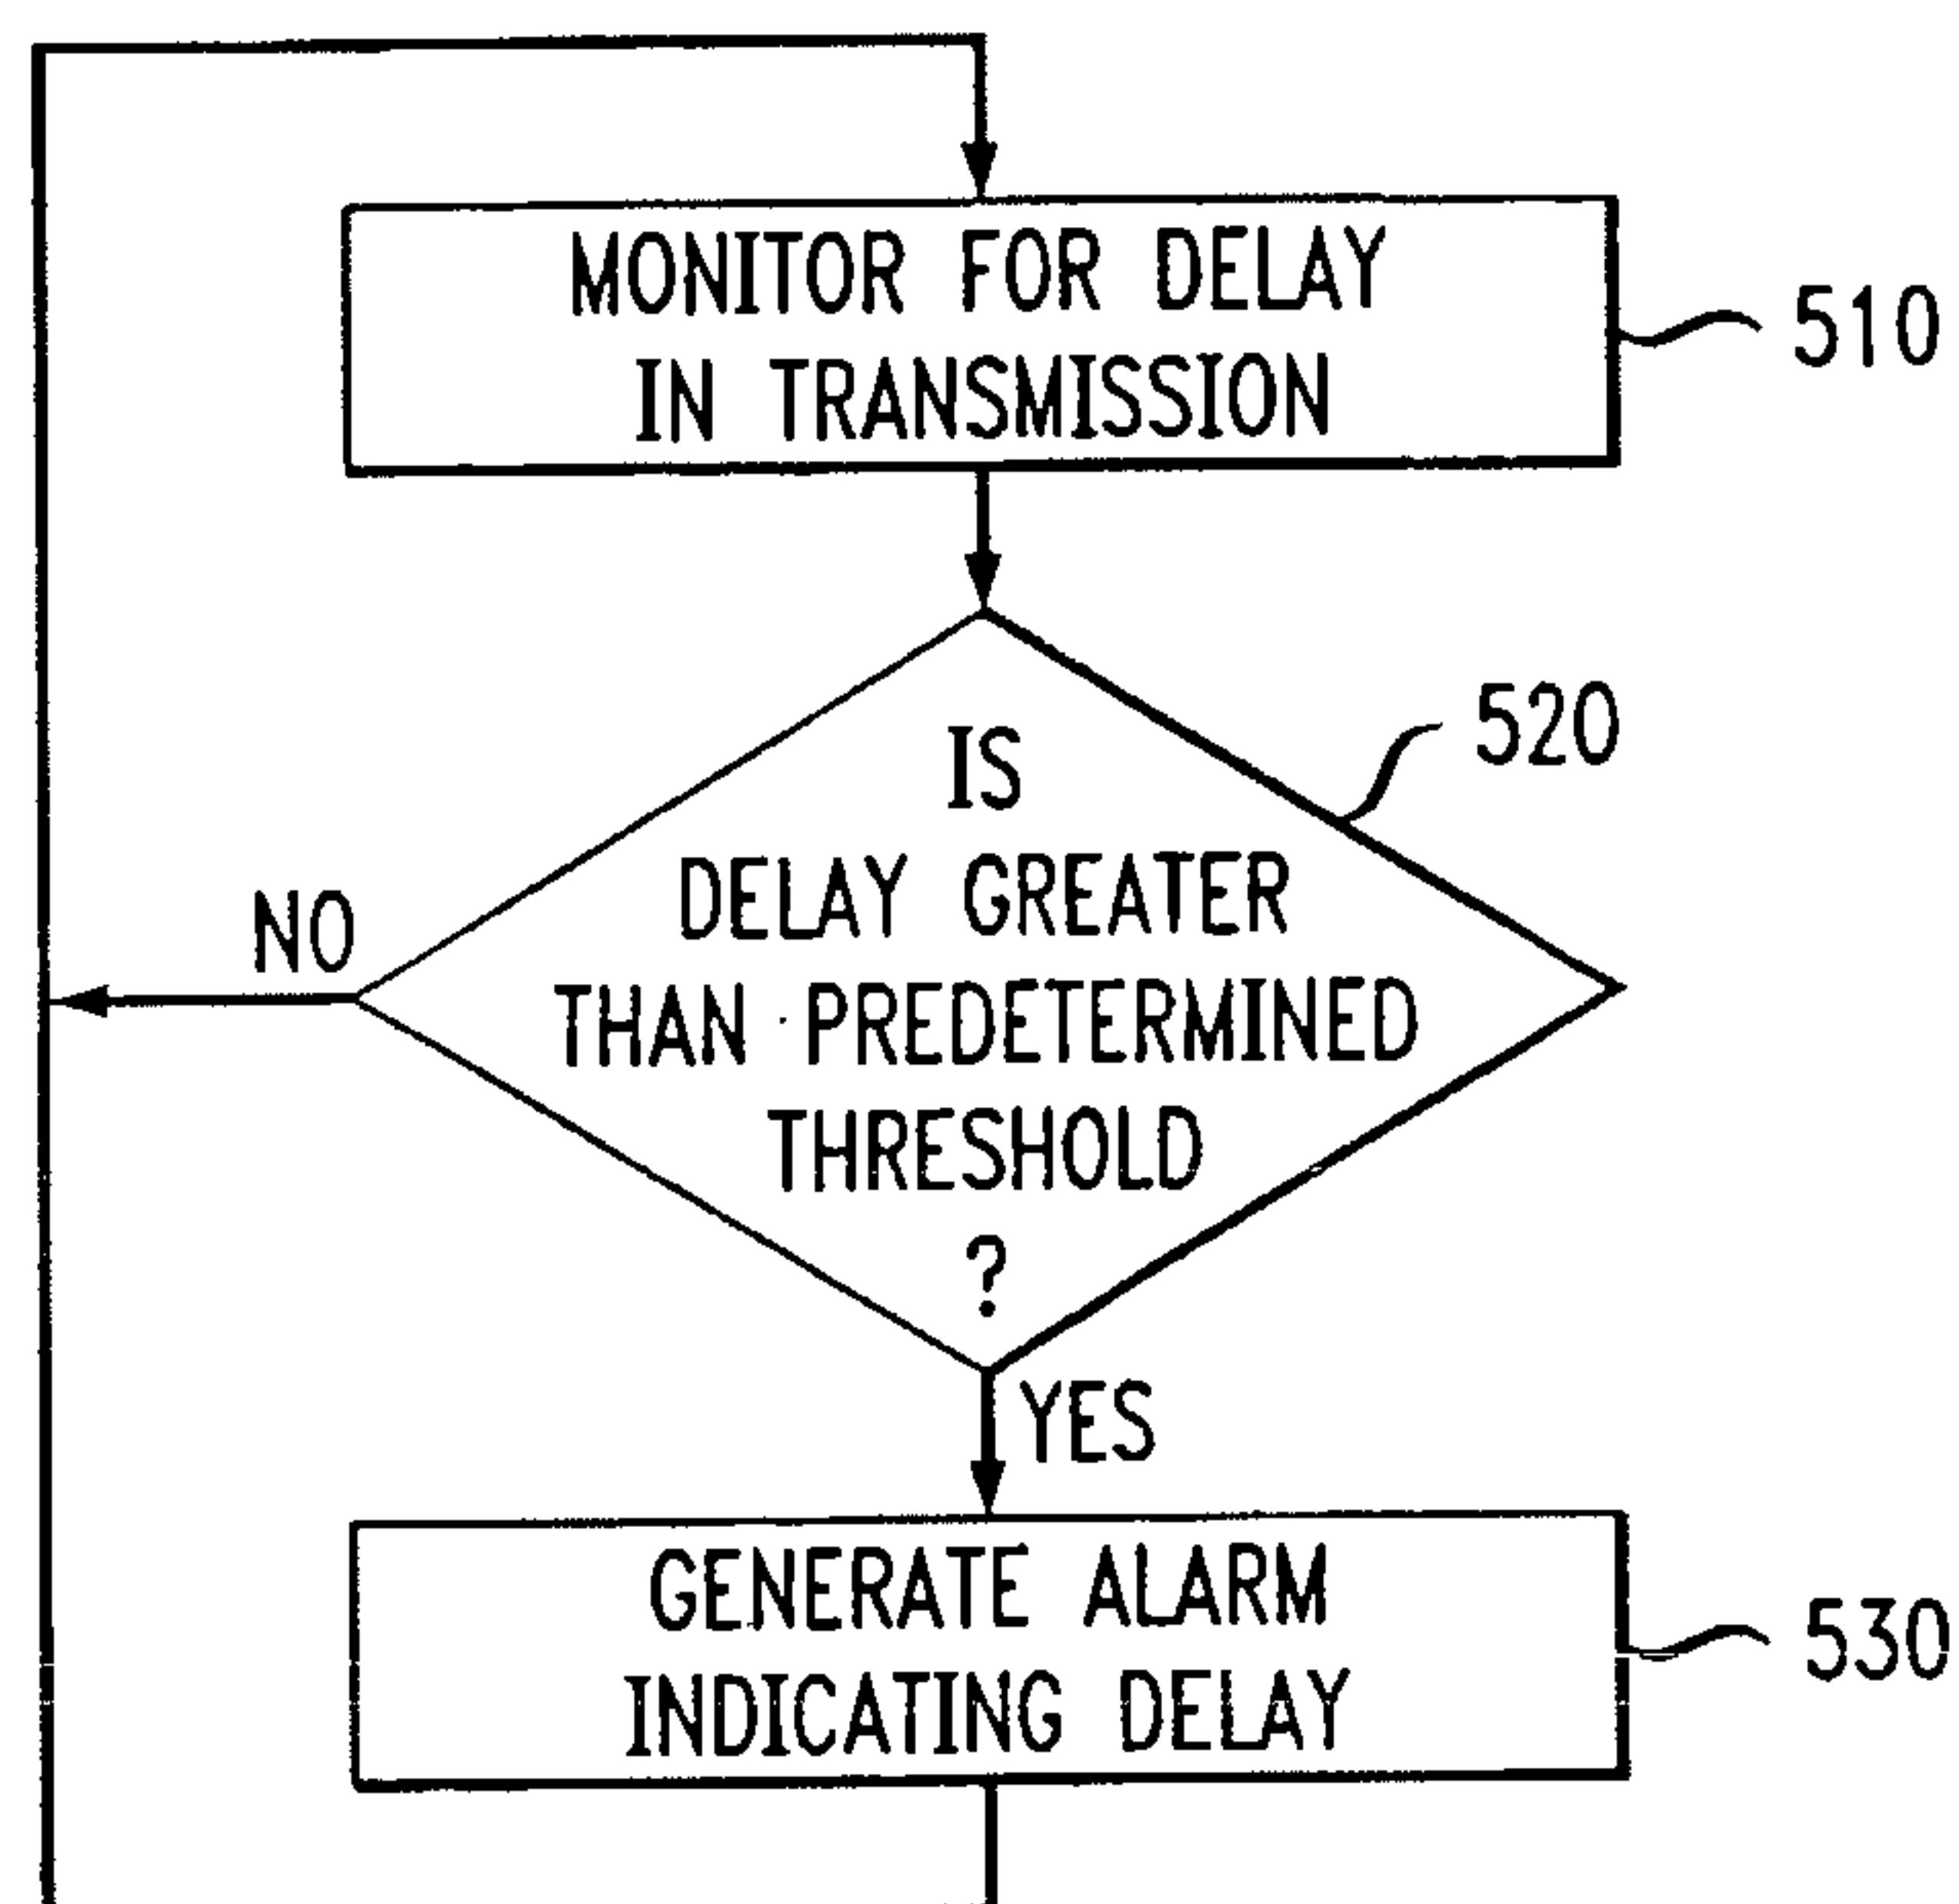 MONITOR FOR DELAY
IN TRANSMISSION
510
IS
DELAY GREATER
THAN PREDETERMINED
THRESHOLD
?
520
NO
YES
GENERATE ALARM
INDICATING DELAY
530